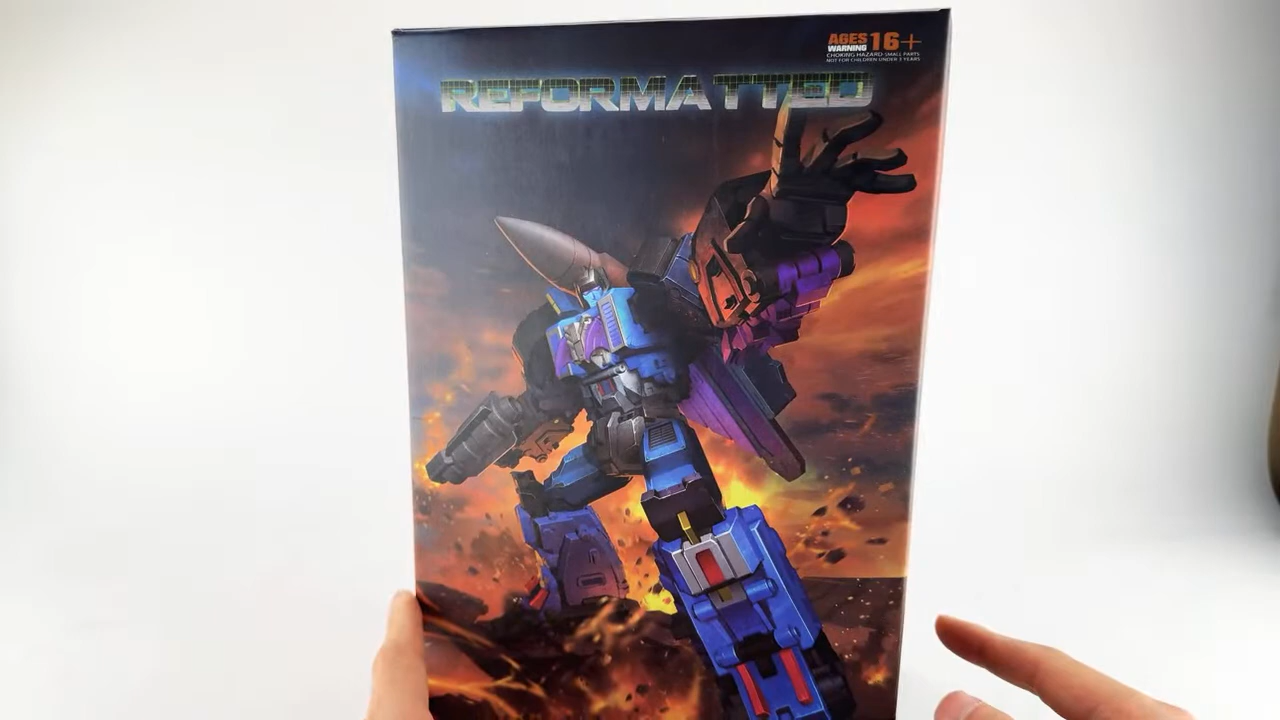 AGES 16+
WARNING
CHOKING HAZARD-SMALL PARTS
NOT FOR CHILDREN UNDER 3 YEARS
REFORMATTED